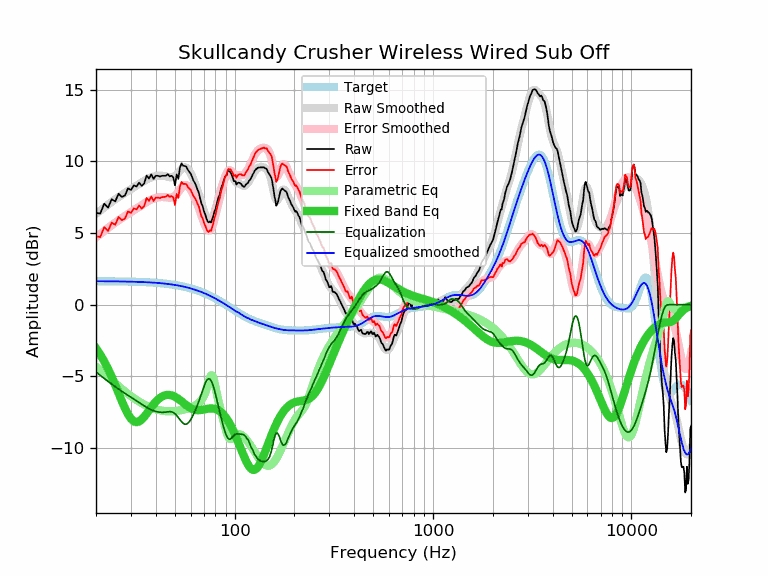 Skullcandy Crusher Wireless Wired Sub Off
Target
Raw Smoothed
Error Smoothed
Raw
Error
Parametric Eq
Fixed Band Eq
Equalization
Equalized smoothed
15
10
5
0
−5
−10
Amplitude (dBr)
100
1000
10000
Frequency (Hz)